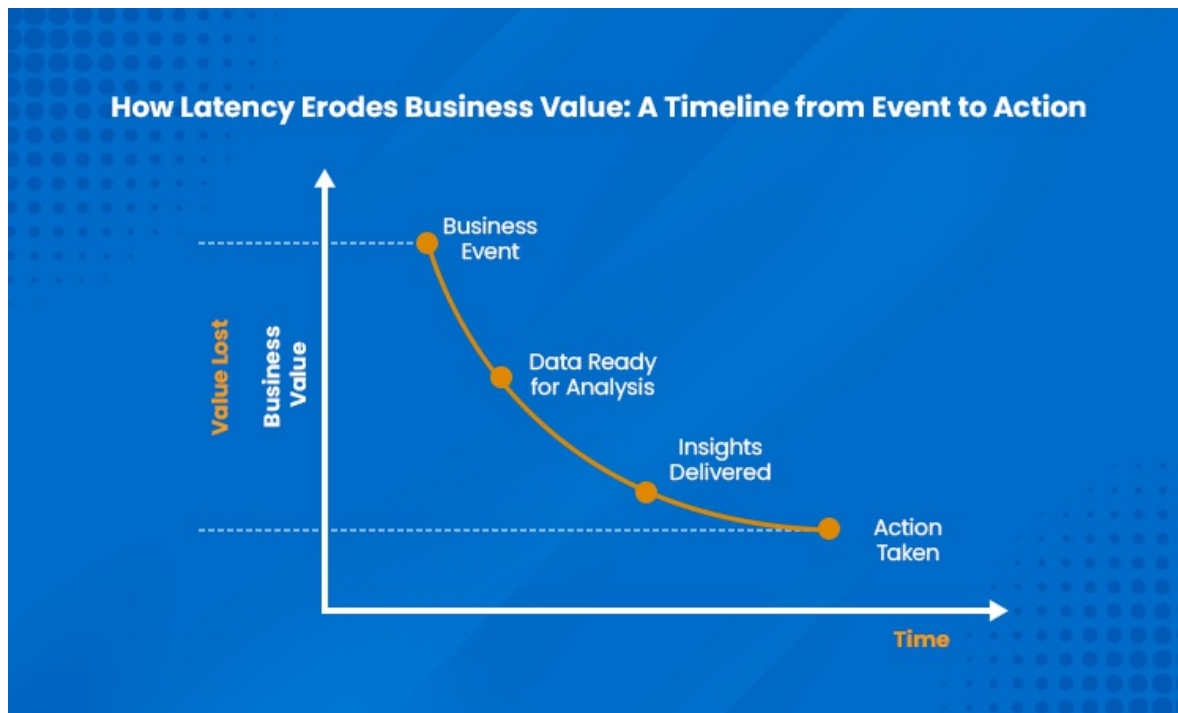 How Latency Erodes Business Value: A Timeline from Event to Action
Business
Event
Data Ready
for Analysis
Insights
Delivered
Action
Taken
Value Lost
Business
Value
Time